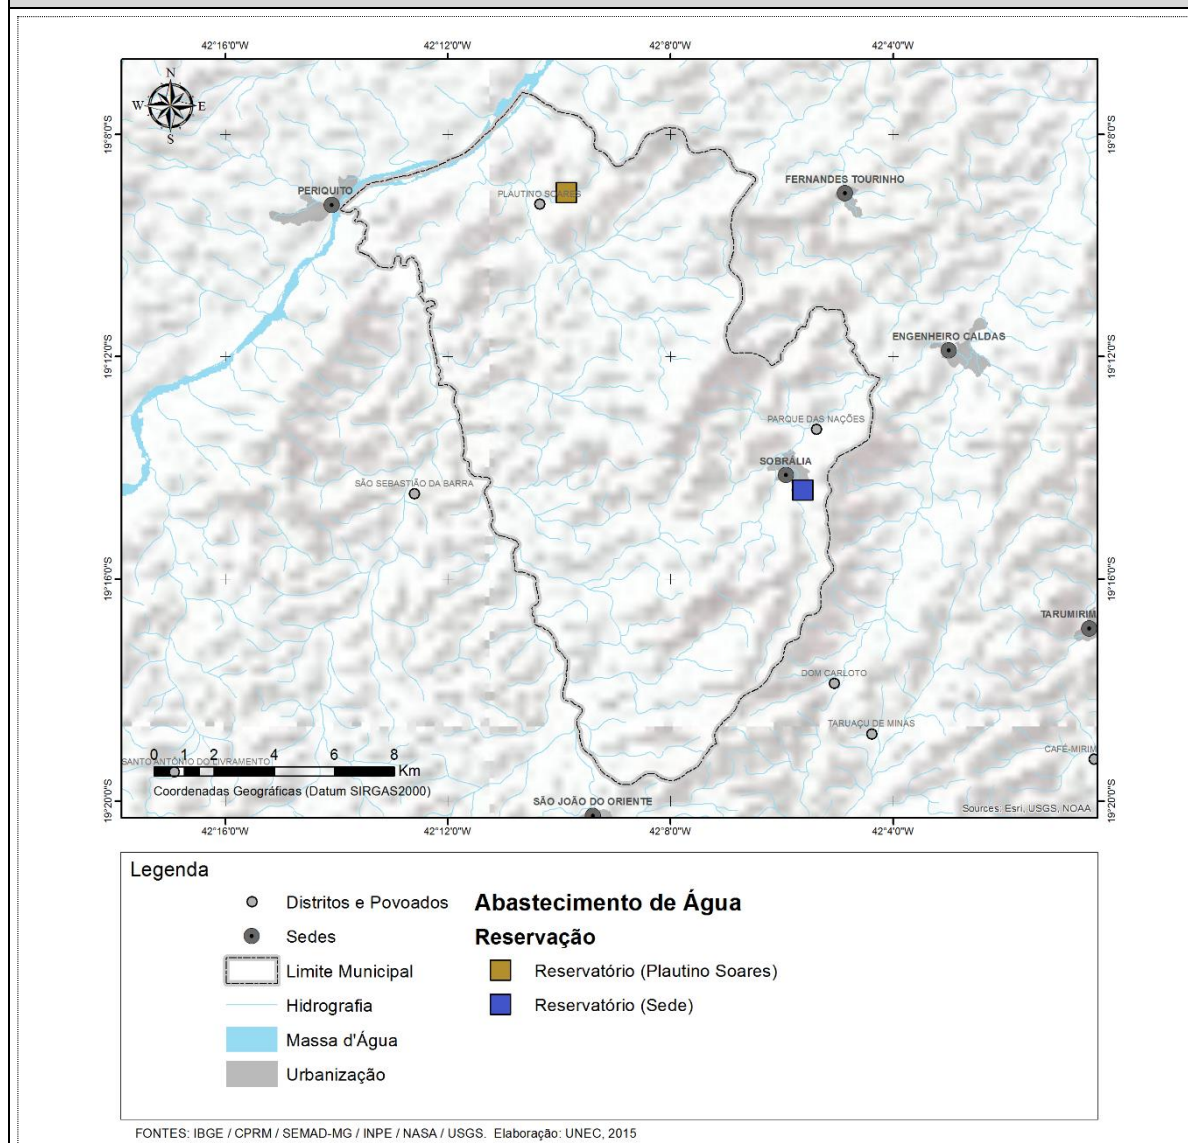 42°16'0"W 42°12'0"W 42°8'0"W 42°4'0"W
N
W E
S
19°8'0"S 19°8'0"S
PERIQUITO
PLAUTINO SOARES
FERNANDES TOURINHO
ENGENHEIRO CALDAS
19°12'0"S 19°12'0"S
PARQUE DAS NAÇÕES
SOBRÁLIA
SÃO SEBASTIÃO DA BARRA
19°16'0"S 19°16'0"S
TARUMIRIM
DOM CARLOTO
TARUAÇU DE MINAS
CAFÉ-MIRIM
0 1 2 4 6 8
SANTO ANTÔNIO DO LIVRAMENTO
Km
Coordenadas Geográficas (Datum SIRGAS2000)
SÃO JOÃO DO ORIENTE
Sources: Esri, USGS, NOAA
19°20'0"S 19°20'0"S
42°16'0"W 42°12'0"W 42°8'0"W 42°4'0"W
Legenda
Distritos e Povoados
Sedes
Limite Municipal
Hidrografia
Massa d'Água
Urbanização
Abastecimento de Água
Reservação
Reservatório (Plautino Soares)
Reservatório (Sede)
FONTES: IBGE / CPRM / SEMAD-MG / INPE / NASA / USGS. Elaboração: UNEC, 2015